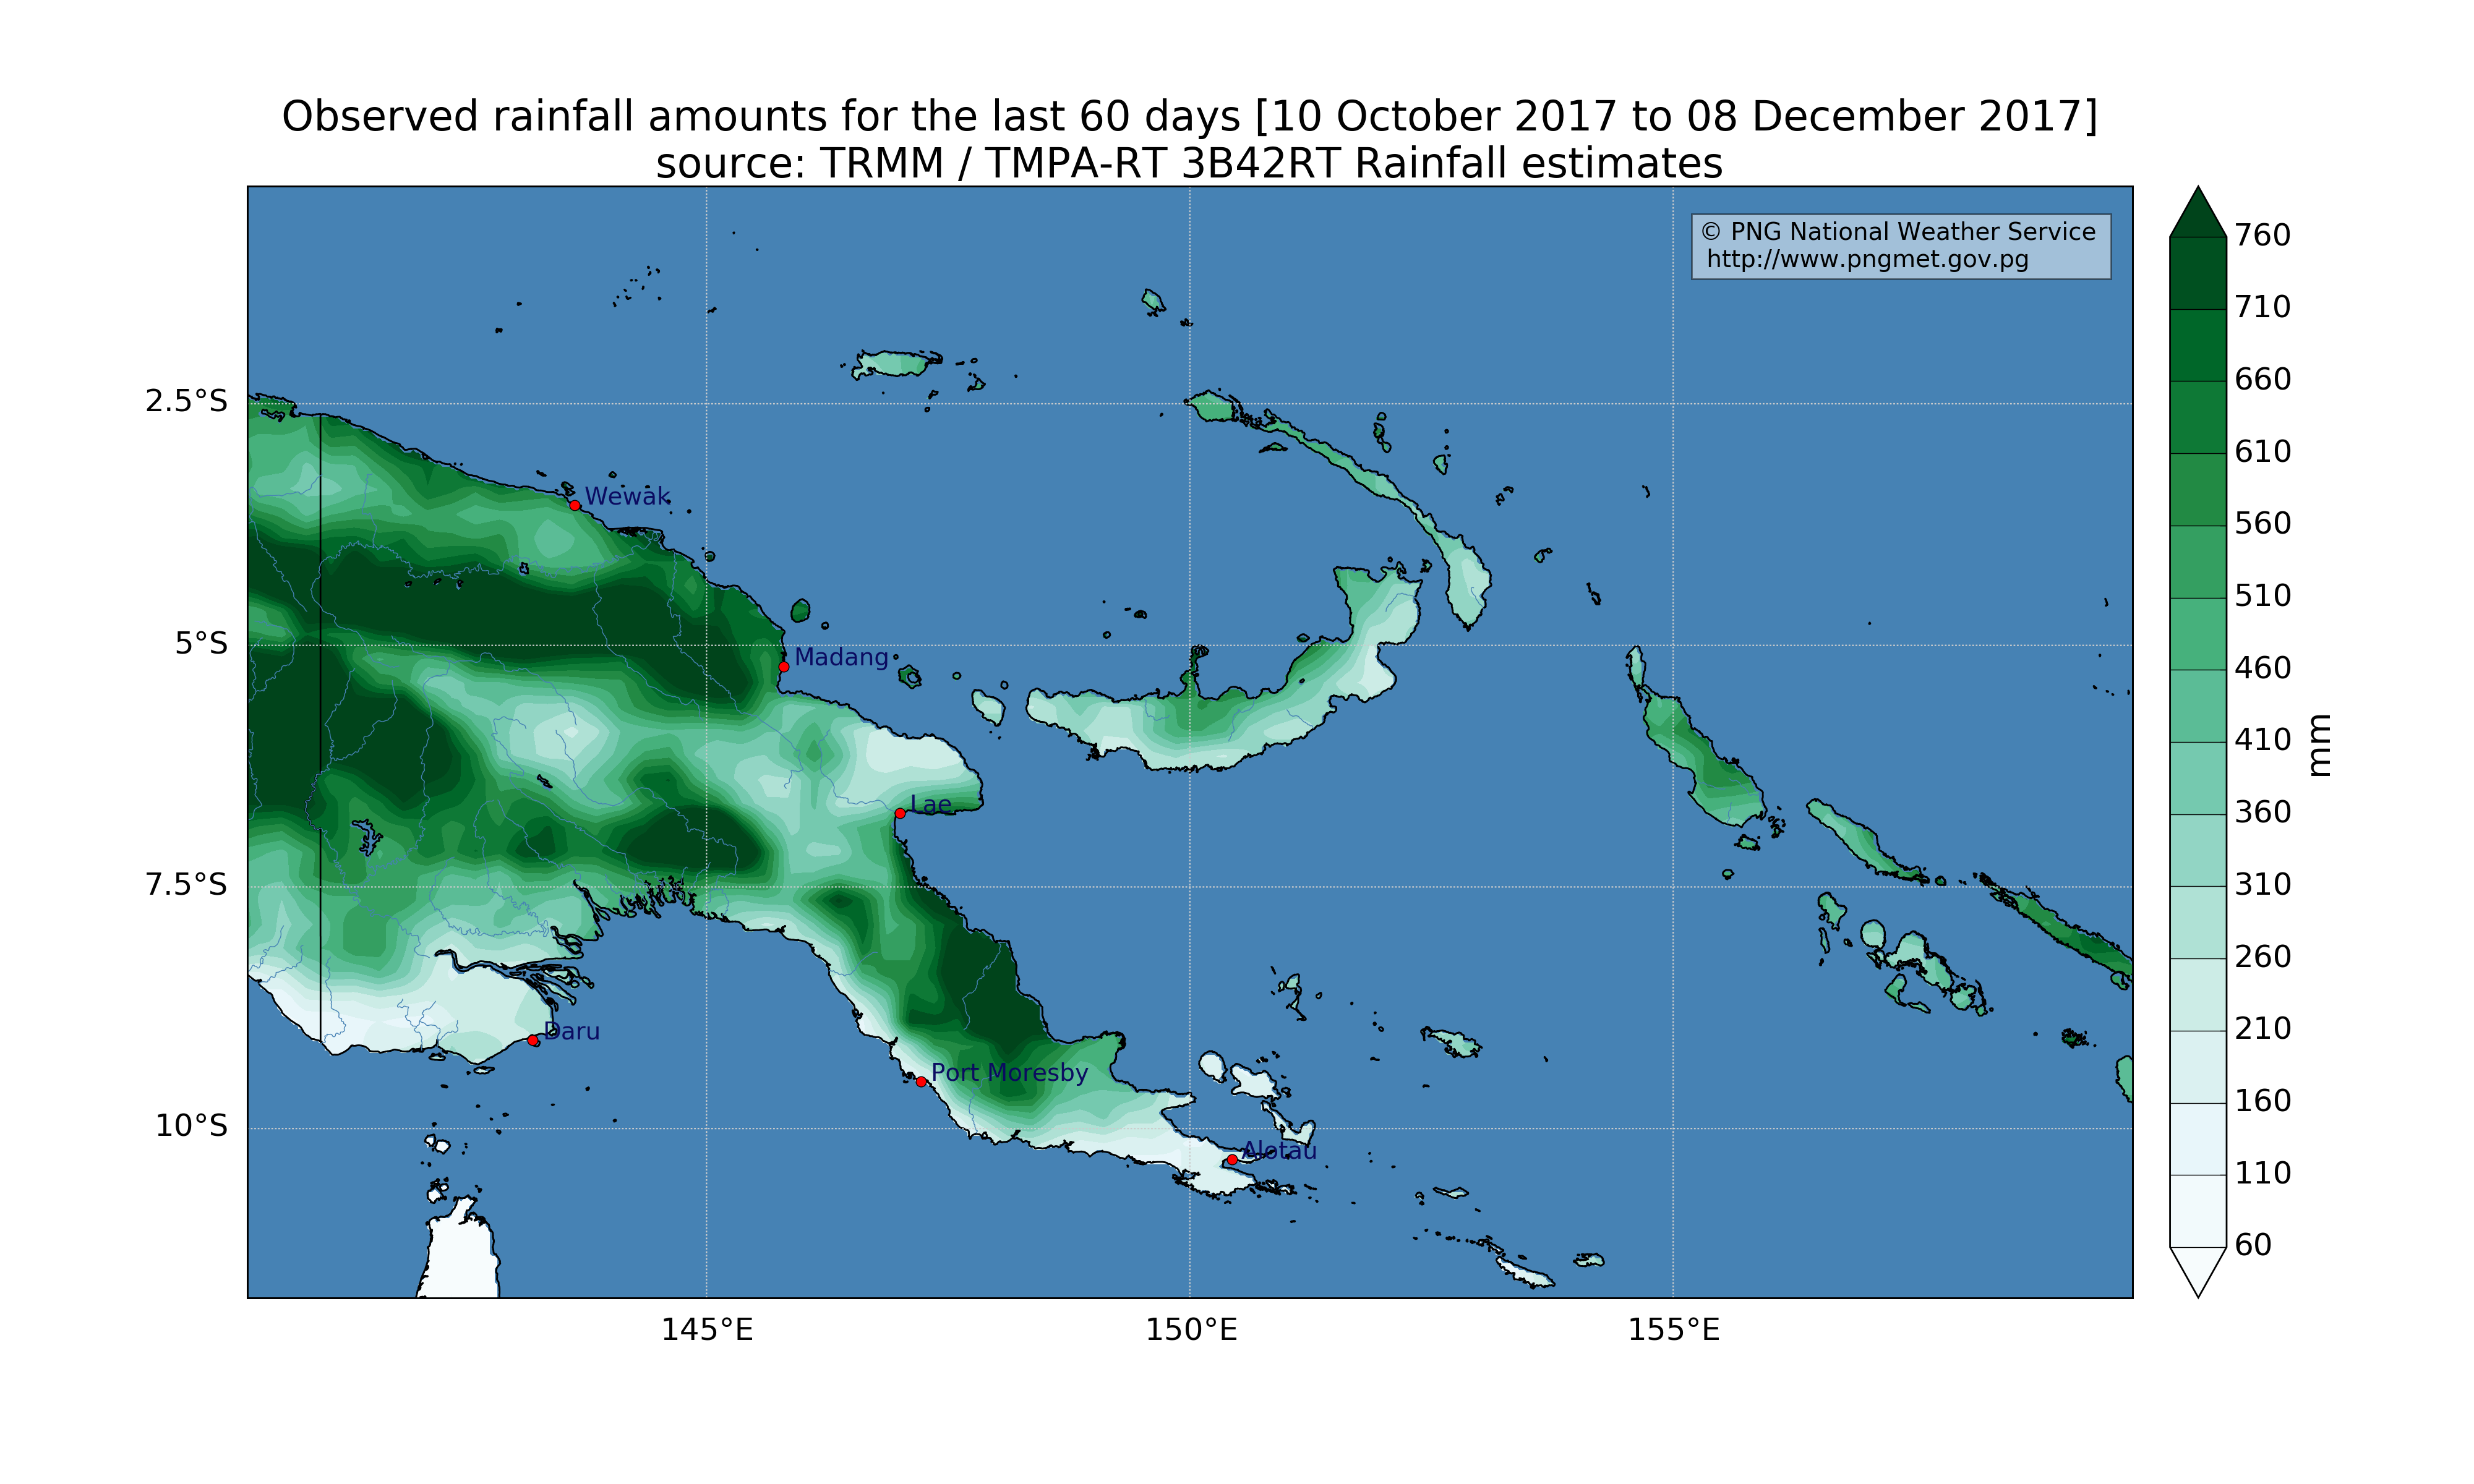 Observed rainfall amounts for the last 60 days [10 October 2017 to 08 December 2017]
source: TRMM / TMPA-RT 3B42RT Rainfall estimates
© PNG National Weather Service
http://www.pngmet.gov.pg
760
710
660
610
560
510
460
410
360
310
260
210
160
110
60
mm
2.5°S
5°S
7.5°S
10°S
Wewak
Madang
Lae
Daru
Port Moresby
Alotau
145°E
150°E
155°E